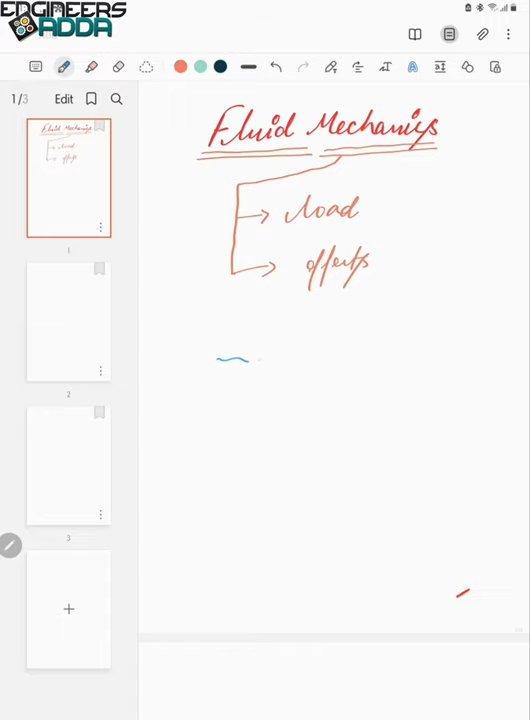 ENGINEERS
ADDA
1/3 Edit
Fluid Mechanics
load
effects
1
2
3